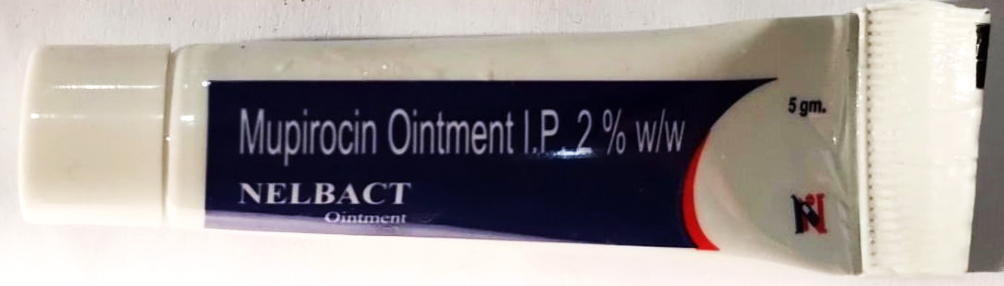 Mupirocin Ointment I.P. 2 % w/w
NELBACT
Ointment
5 gm.
N